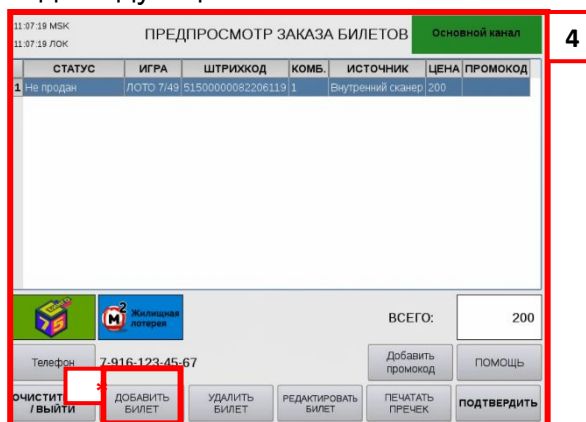 11:07:19 MSK
11:07:19 ЛОК
ПРЕДПРОСМОТР ЗАКАЗА БИЛЕТОВ
Основной канал
4
СТАТУС ИГРА ШТРИХКОД КОМБ. ИСТОЧНИК ЦЕНА ПРОМОКОД
1 Не продан ЛОТО 7/49 51500000082206119 1 Внутренний сканер 200
75
М2 Жилищная
лотерея
ВСЕГО: 200
Телефон 7-916-123-45-67
Добавить
промокод
ПОМОЩЬ
*
/ ВЫЙТИ
ДОБАВИТЬ
БИЛЕТ
УДАЛИТЬ
БИЛЕТ
РЕДАКТИРОВАТЬ
БИЛЕТ
ПЕЧАТАТЬ
ПРЕЧЕК
ПОДТВЕРДИТЬ